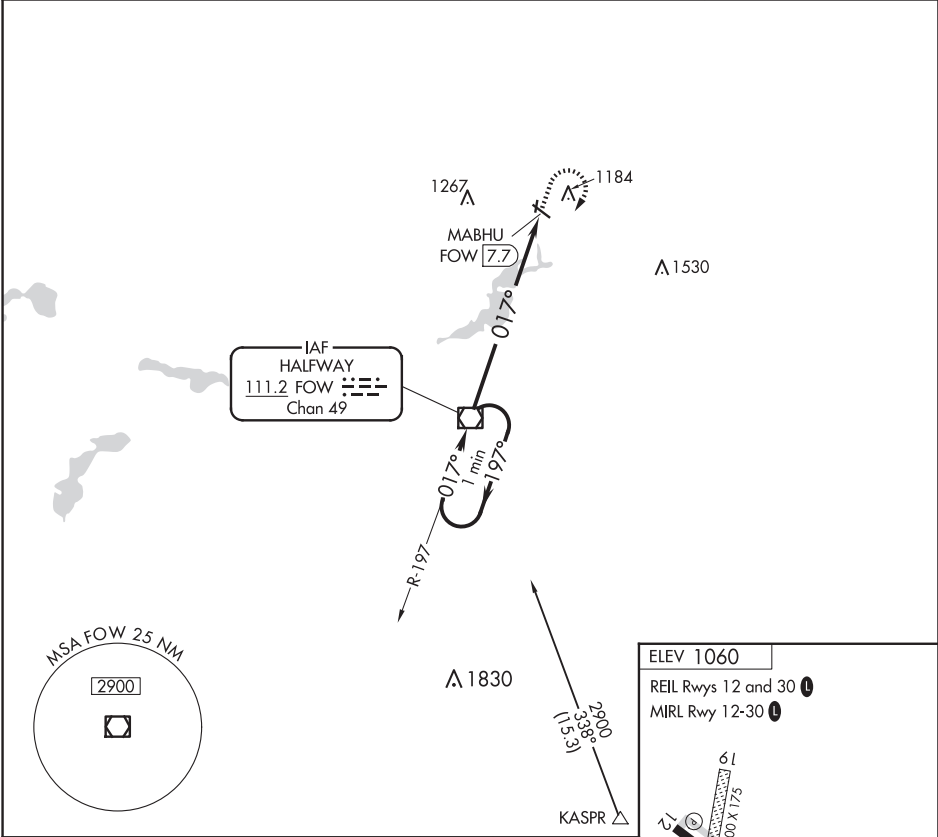 1267
1184
MABHU
FOW 7.7
1530
017°
IAF
HALFWAY
111.2 FOW
Chan 49
017°
1 min
197°
R-197
MSA FOW 25 NM
2900
1830
2900
338°
(15.3)
KASPR
ELEV 1060
REIL Rwys 12 and 30 L
MIRL Rwy 12-30 L
19
12
P
00 X 175